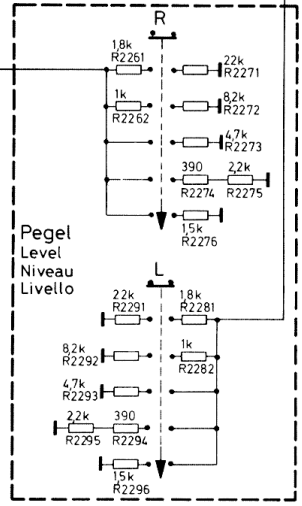 R
1,8k
R2261
22k
R2271
1k
R2262
8,2k
R2272
4,7k
R2273
390
R2274
2,2k
R2275
1,5k
R2276
Pegel
Level
Niveau
Livello
L
22k
R2291
1,8k
R2281
8,2k
R2292
1k
R2282
4,7k
R2293
2,2k
R2295
390
R2294
1,5k
R2296